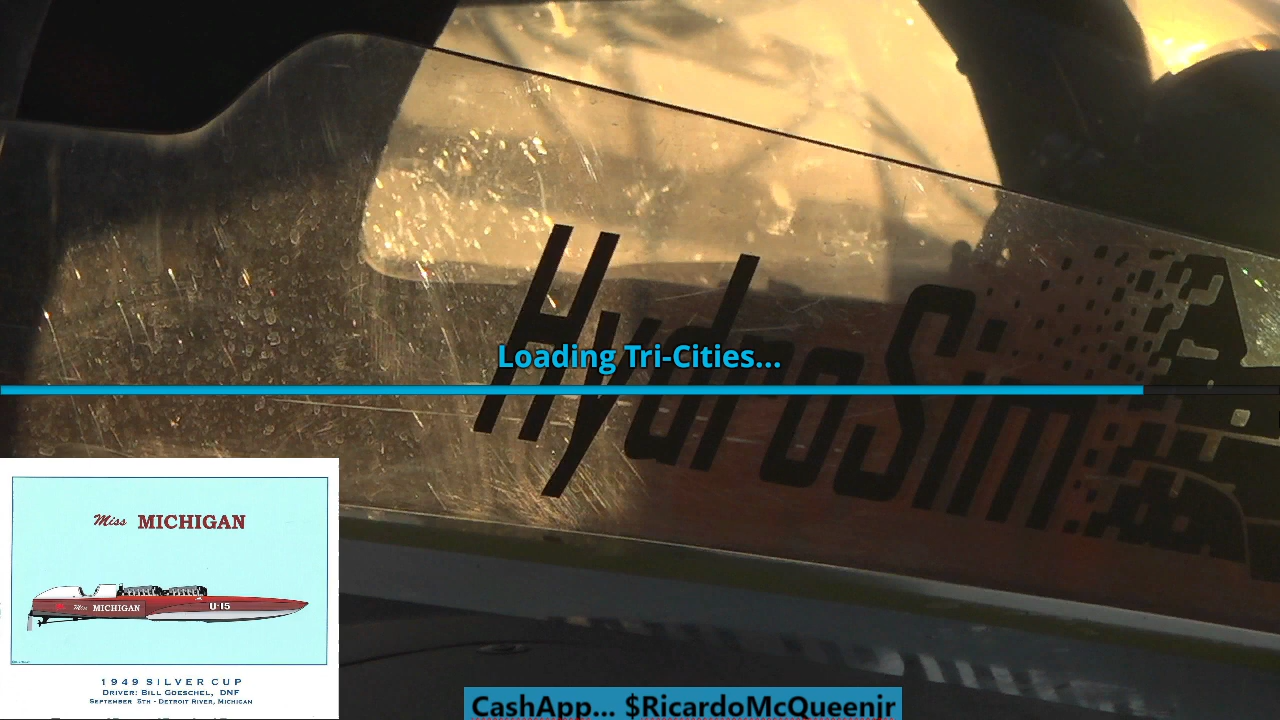 HydroSim
Loading Tri-Cities...
Miss MICHIGAN
Miss MICHIGAN U-15
1949 SILVER CUP
DRIVER: BILL GOESCHEL, DNF
SEPTEMBER 5TH - DETROIT RIVER, MICHIGAN
CashApp... $RicardoMcQueenjr